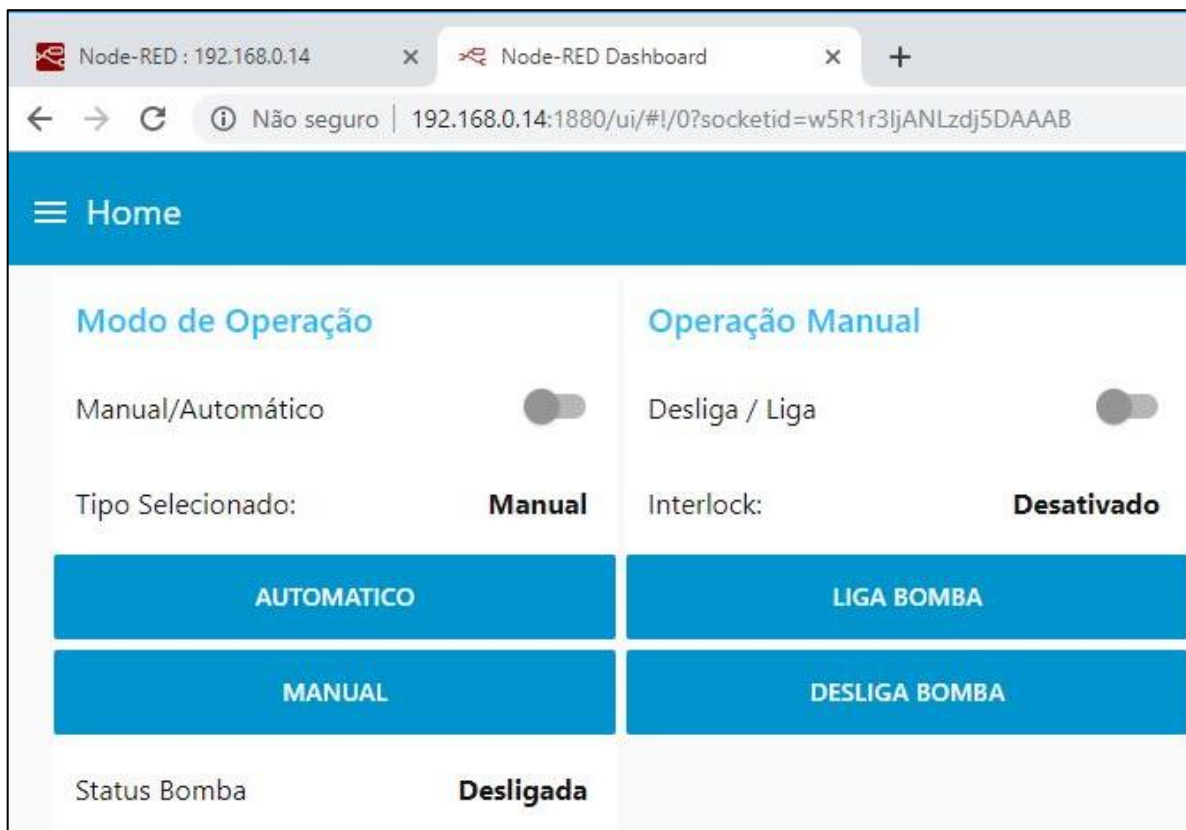 Node-RED : 192.168.0.14
Node-RED Dashboard
Não seguro | 192.168.0.14:1880/ui/#!/0?socketid=w5R1r3IjANLzdj5DAAAB
Home
Modo de Operação
Manual/Automático
Tipo Selecionado: Manual
AUTOMATICO
MANUAL
Status Bomba Desligada
Operação Manual
Desliga / Liga
Interlock: Desativado
LIGA BOMBA
DESLIGA BOMBA